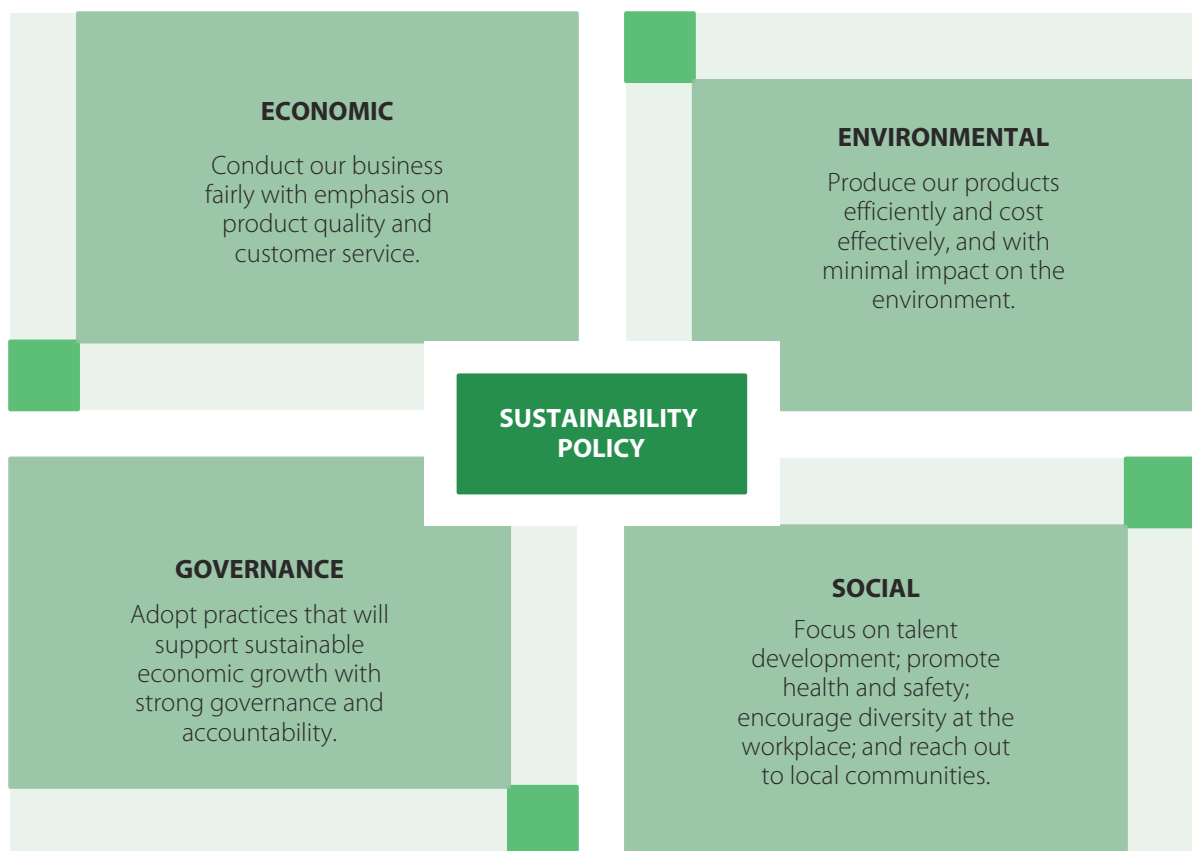 ECONOMIC
Conduct our business
fairly with emphasis on
product quality and
customer service.
ENVIRONMENTAL
Produce our products
efficiently and cost
effectively, and with
minimal impact on the
environment.
SUSTAINABILITY
POLICY
GOVERNANCE
Adopt practices that will
support sustainable
economic growth with
strong governance and
accountability.
SOCIAL
Focus on talent
development; promote
health and safety;
encourage diversity at the
workplace; and reach out
to local communities.